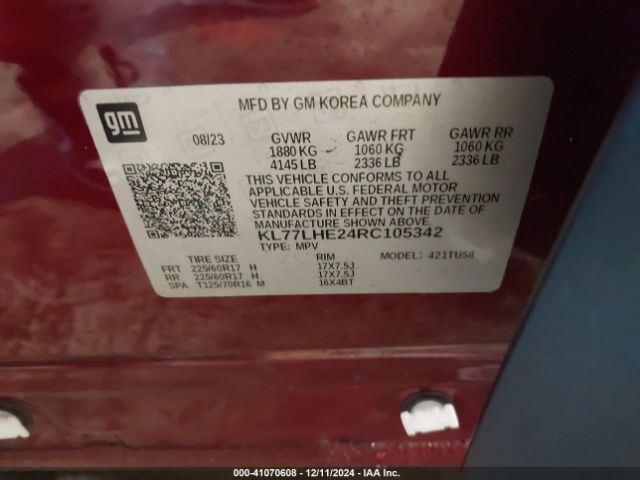 gm
MFD BY GM KOREA COMPANY
08/23 GVWR GAWR FRT GAWR RR
1880 KG 1060 KG 1060 KG
4145 LB 2336 LB 2336 LB
THIS VEHICLE CONFORMS TO ALL
APPLICABLE U.S. FEDERAL MOTOR
VEHICLE SAFETY AND THEFT PREVENTION
STANDARDS IN EFFECT ON THE DATE OF
MANUFACTURE SHOWN ABOVE.
KL77LHE24RC105342
TYPE: MPV MODEL: 421TU58
TIRE SIZE RIM
FRT 225/60R17 H 17X7.5J
RR 225/60R17 H 17X7.5J
SPA T125/70R16 M 16X4BT
000-41070608 - 12/11/2024 - IAA Inc.